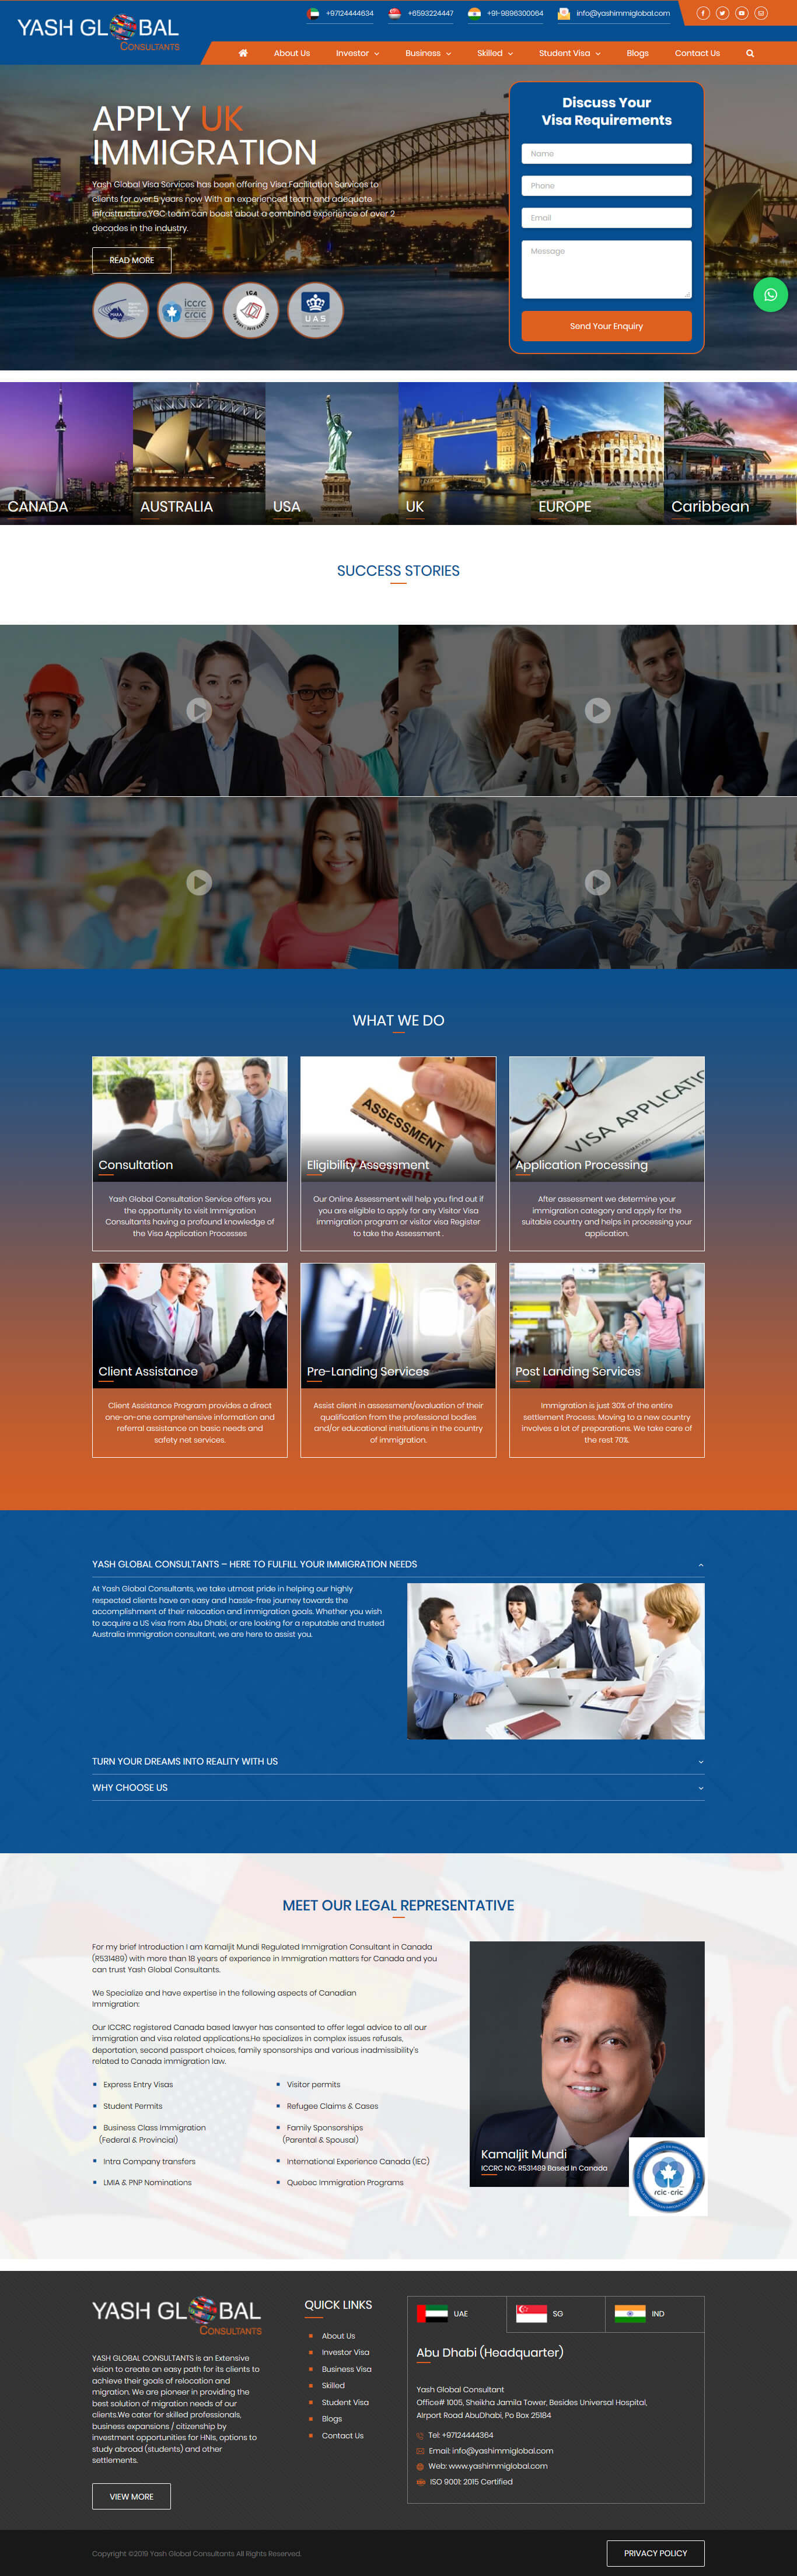 YASH GLOBAL
CONSULTANTS
+97124444634
+6593224447
+91-9896300064
info@yashimmiglobal.com
About Us
Investor
Business
Skilled
Student Visa
Blogs
Contact Us
APPLY UK
IMMIGRATION
Yash Global Visa Services has been offering Visa Facilitation Services to
clients for over 5 years now With an experienced team and adequate
infrastructure,YGC team can boast about a combined experience of over 2
decades in the industry.
READ MORE
iccrc
crcic
ICA
UAS
Discuss Your
Visa Requirements
Name
Phone
Email
Message
Send Your Enquiry
CANADA
AUSTRALIA
USA
UK
EUROPE
Caribbean
SUCCESS STORIES
WHAT WE DO
ASSESSMENT
VISA APPLICATIC
Consultation
Eligibility Assessment
Application Processing
Yash Global Consultation Service offers you
the opportunity to visit Immigration
Consultants having a profound knowledge of
the Visa Application Processes
Our Online Assessment will help you find out if
you are eligible to apply for any Visitor Visa
immigration program or visitor visa Register
to take the Assessment .
After assessment we determine your
immigration category and apply for the
suitable country and helps in processing your
application.
Client Assistance
Pre-Landing Services
Post Landing Services
Client Assistance Program provides a direct
one-on-one comprehensive information and
referral assistance on basic needs and
safety net services.
Assist client in assessment/evaluation of their
qualification from the professional bodies
and/or educational institutions in the country
of immigration.
Immigration is just 30% of the entire
settlement Process. Moving to a new country
involves a lot of preparations. We take care of
the rest 70%.
YASH GLOBAL CONSULTANTS – HERE TO FULFILL YOUR IMMIGRATION NEEDS
At Yash Global Consultants, we take utmost pride in helping our highly
respected clients have an easy and hassle-free journey towards the
accomplishment of their relocation and immigration goals. Whether you wish
to acquire a US visa from Abu Dhabi, or are looking for a reputable and trusted
Australia immigration consultant, we are here to assist you.
TURN YOUR DREAMS INTO REALITY WITH US
WHY CHOOSE US
MEET OUR LEGAL REPRESENTATIVE
For my brief Introduction I am Kamaljit Mundi Regulated Immigration Consultant in Canada
(R531489) with more than 18 years of experience in Immigration matters for Canada and you
can trust Yash Global Consultants.
We Specialize and have expertise in the following aspects of Canadian
Immigration:
Our ICCRC registered Canada based lawyer has consented to offer legal advice to all our
immigration and visa related applications.He specializes in complex issues refusals,
deportation, second passport choices, family sponsorships and various inadmissibility's
related to Canada immigration law.
Express Entry Visas
Visitor permits
Student Permits
Refugee Claims & Cases
Business Class Immigration
(Federal & Provincial)
Family Sponsorships
(Parental & Spousal)
Intra Company transfers
International Experience Canada (IEC)
LMIA & PNP Nominations
Quebec Immigration Programs
Kamaljit Mundi
ICCRC NO: R531489 Based In Canada
rcic · cric
YASH GLOBAL
CONSULTANTS
YASH GLOBAL CONSULTANTS is an Extensive
vision to create an easy path for its clients to
achieve their goals of relocation and
migration. We are pioneer in providing the
best solution of migration needs of our
clients.We cater for skilled professionals,
business expansions / citizenship by
investment opportunities for HNIs, options to
study abroad (students) and other
settlements.
VIEW MORE
QUICK LINKS
About Us
Investor Visa
Business Visa
Skilled
Student Visa
Blogs
Contact Us
UAE
SG
IND
Abu Dhabi (Headquarter)
Yash Global Consultant
Office# 1005, Sheikha Jamila Tower, Besides Universal Hospital,
Airport Road AbuDhabi, Po Box 25184
Tel: +97124444364
Email: info@yashimmiglobal.com
Web: www.yashimmiglobal.com
ISO 9001: 2015 Certified
Copyright ©2019 Yash Global Consultants All Rights Reserved.
PRIVACY POLICY